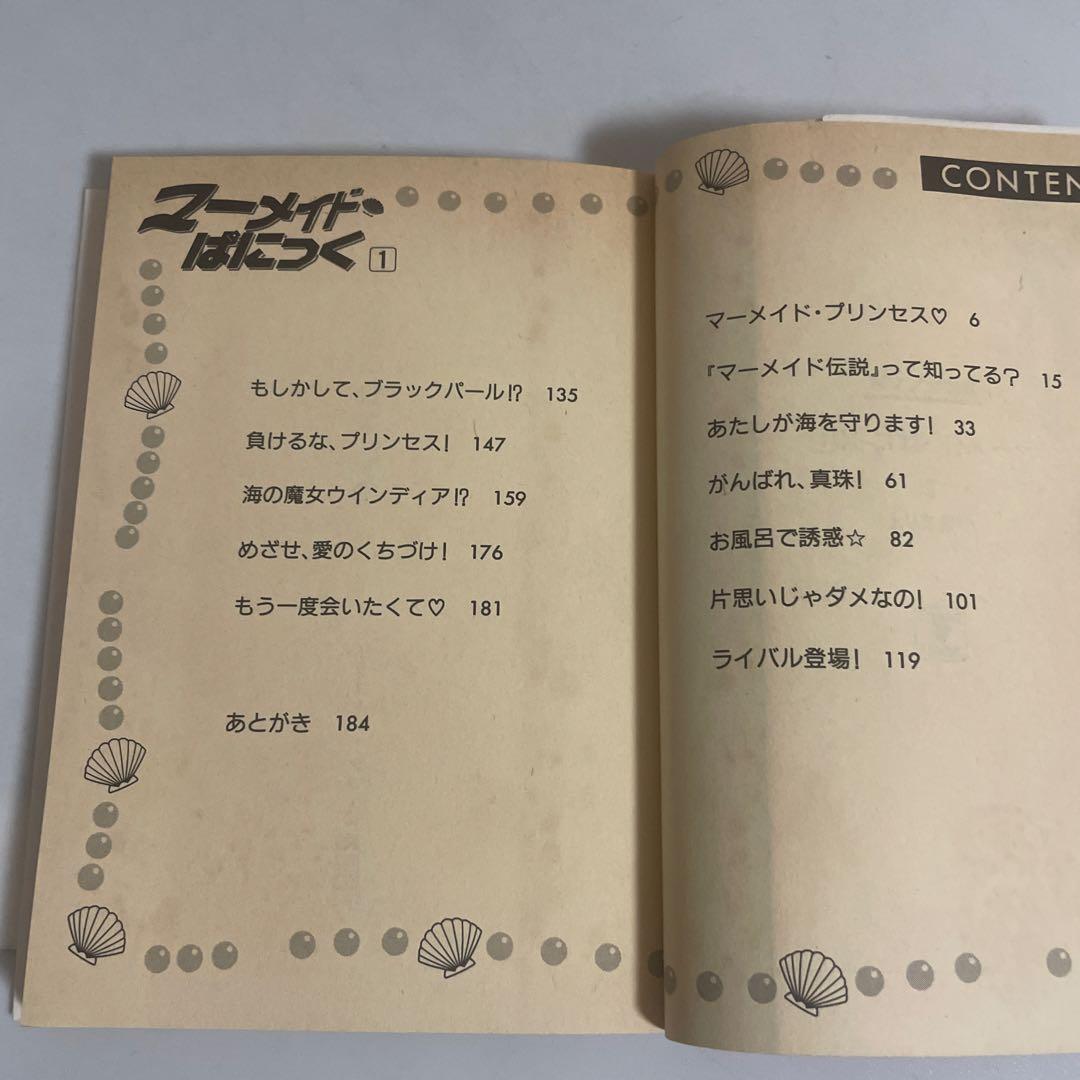 CONTEN
マーメイド・プリンセス♡ 6
『マーメイド伝説』って知ってる? 15
あたしが海を守ります! 33
がんばれ、真珠! 61
お風呂で誘惑☆ 82
片思いじゃダメなの! 101
ライバル登場! 119
マーメイド・
ぱにっく 1
もしかして、ブラックパール!? 135
負けるな、プリンセス! 147
海の魔女ウインディア!? 159
めざせ、愛のくちづけ! 176
もう一度会いたくて♡ 181
あとがき 184